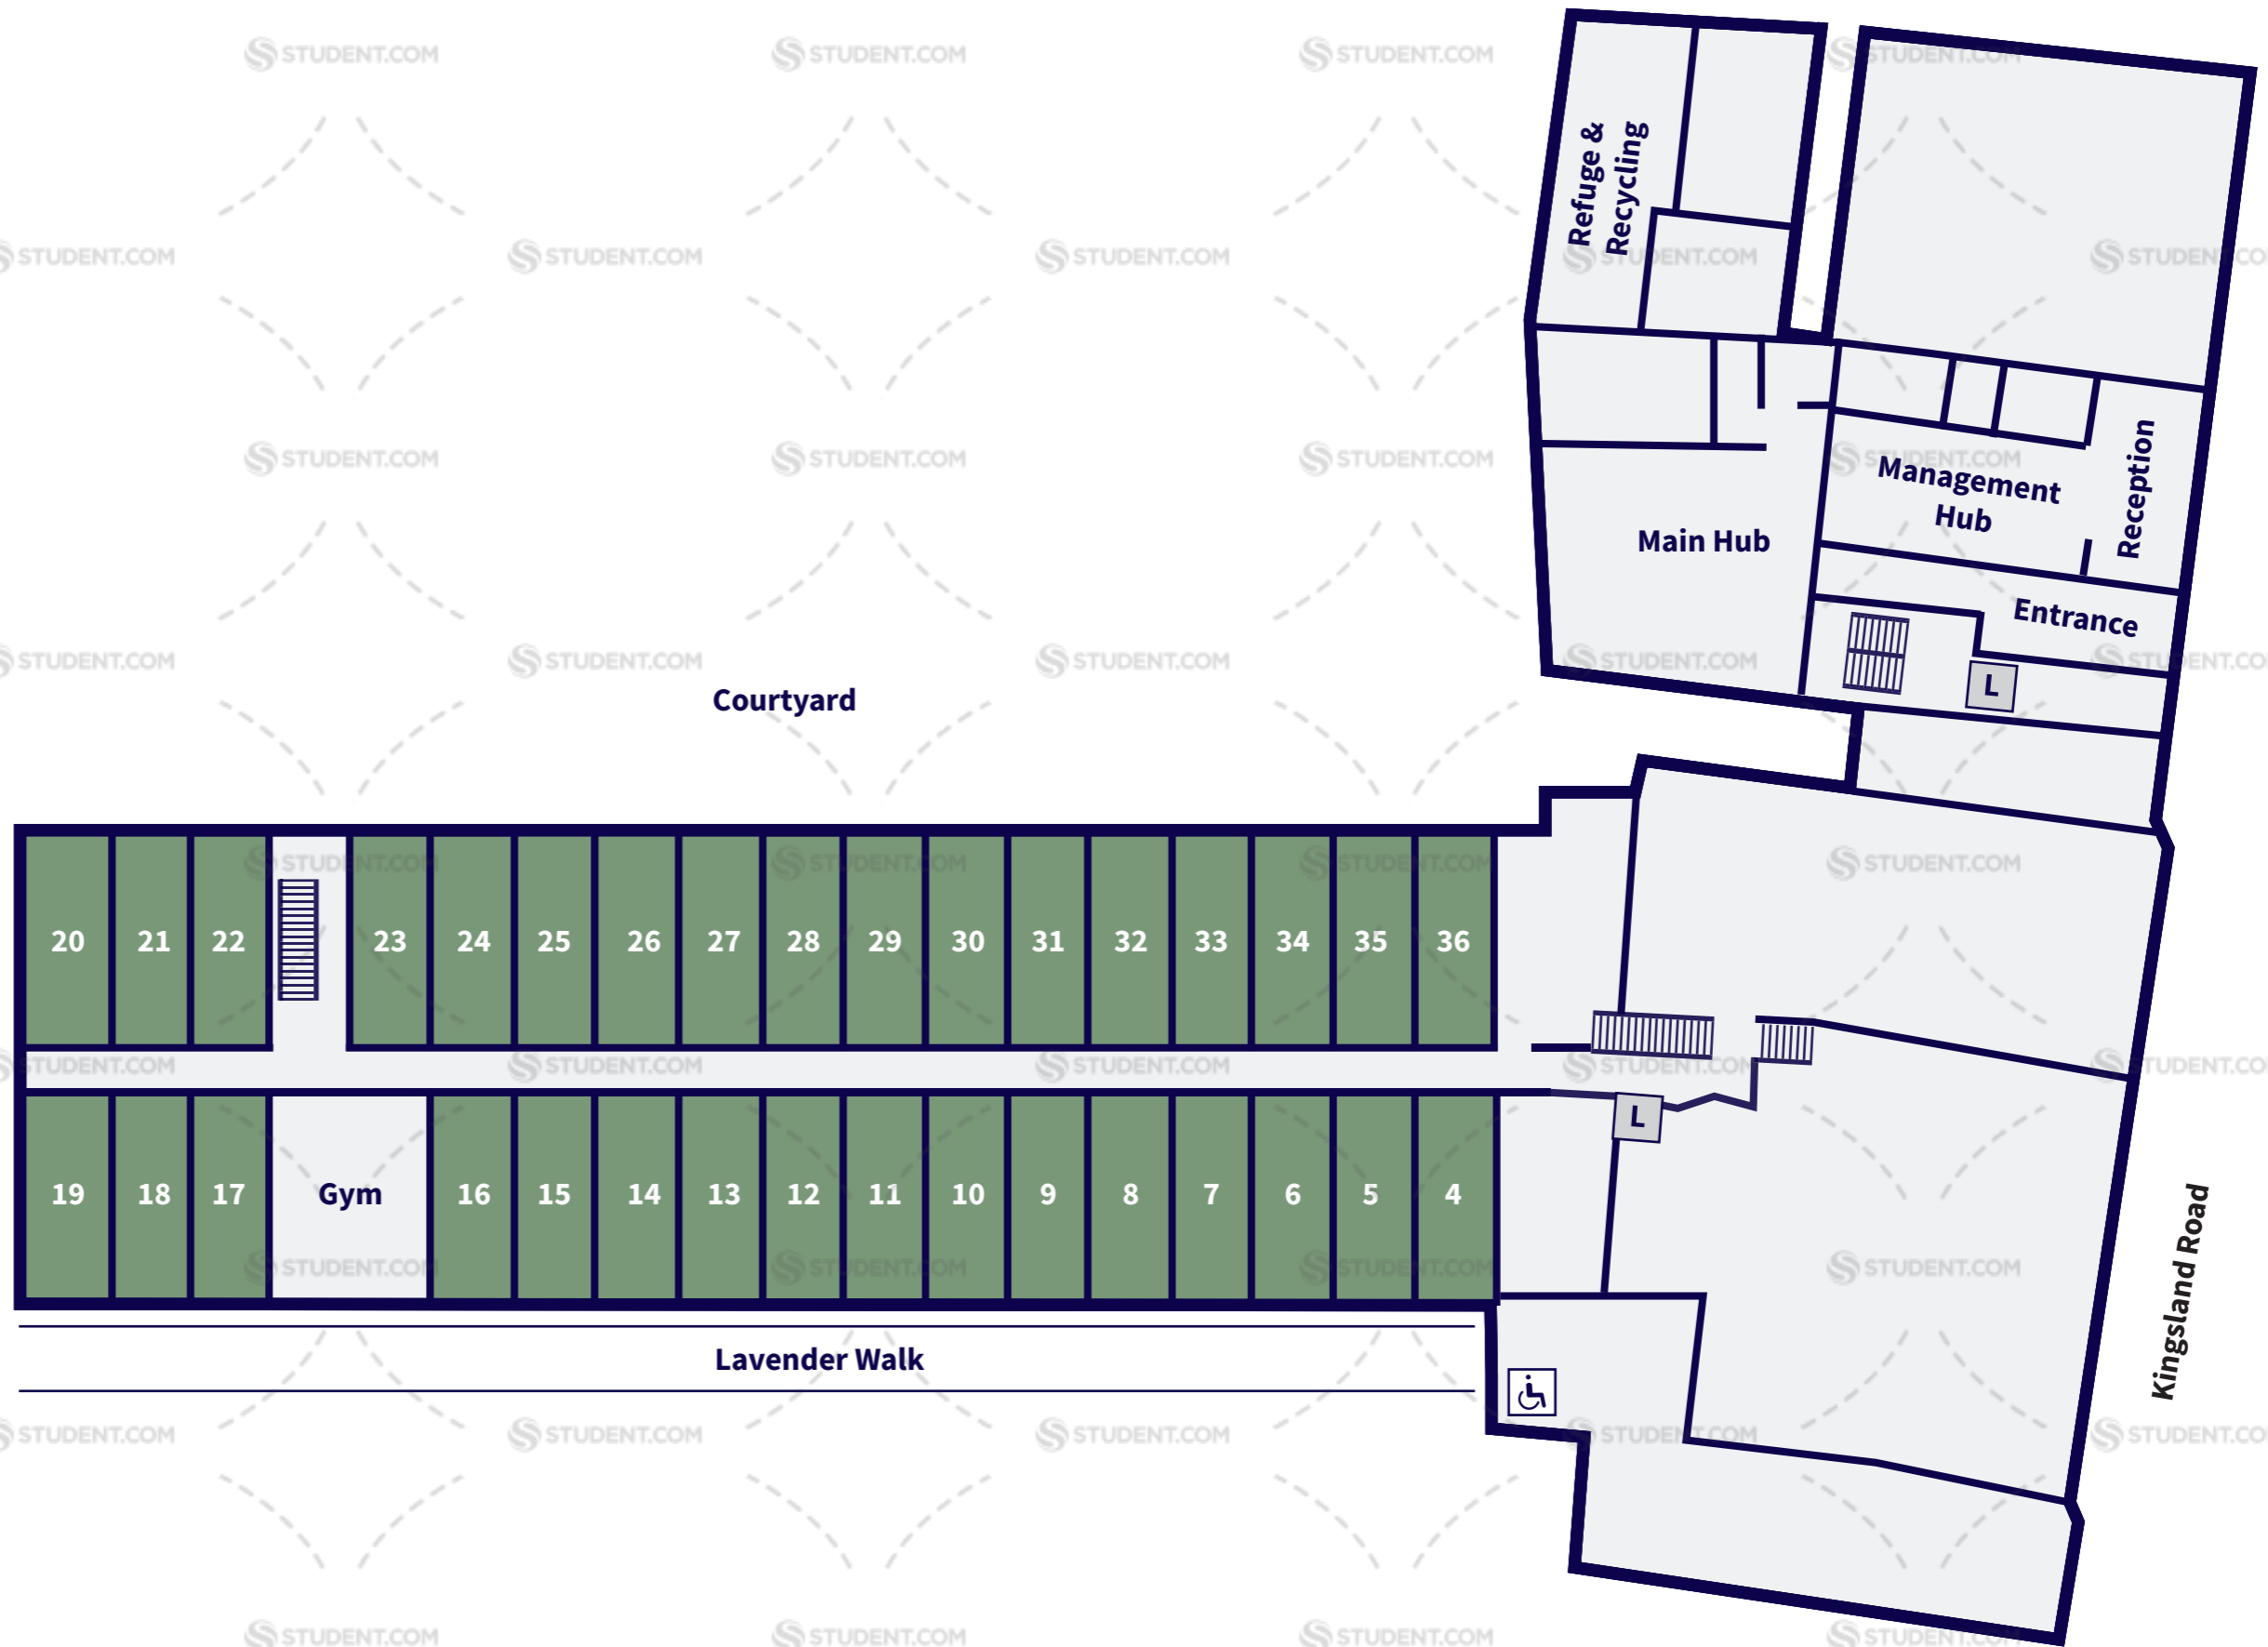 Refuge &
Recycling
Management
Hub
Reception
Main Hub
Entrance
L
Courtyard
20 21 22 23 24 25 26 27 28 29 30 31 32 33 34 35 36
L
19 18 17 Gym 16 15 14 13 12 11 10 9 8 7 6 5 4
Kingsland Road
Lavender Walk
STUDENT.COM